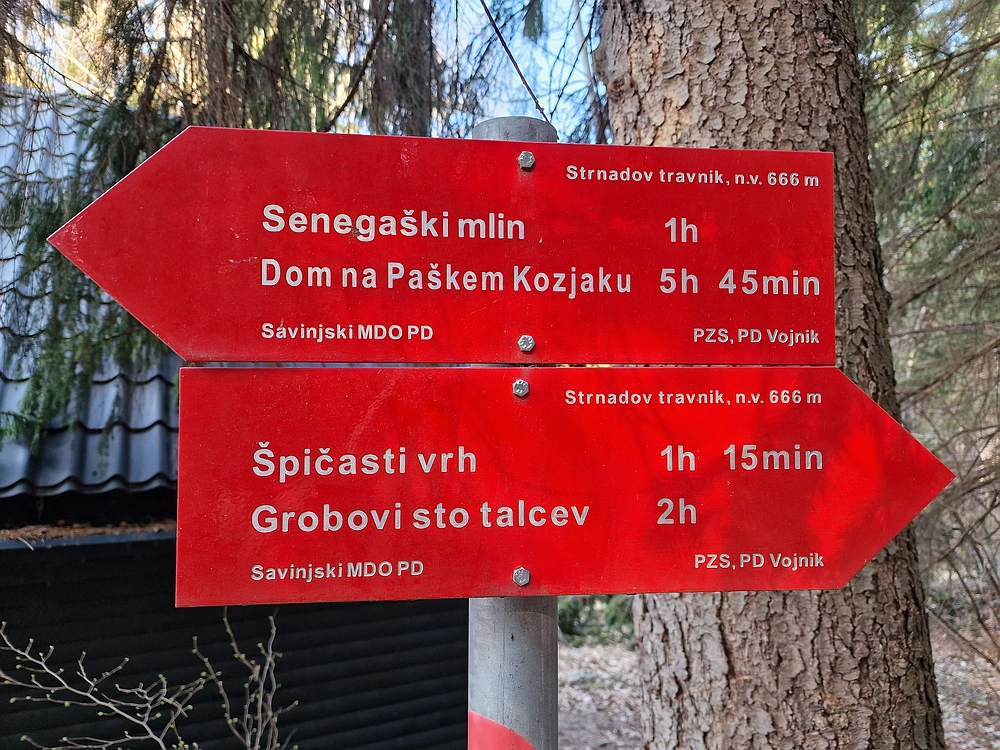 Strnadov travnik, n.v. 666 m
Senegaški mlin 1h
Dom na Paškem Kozjaku 5h 45min
Savinjski MDO PD PZS, PD Vojnik
Strnadov travnik, n.v. 666 m
Špičasti vrh 1h 15min
Grobovi sto talcev 2h
Savinjski MDO PD PZS, PD Vojnik